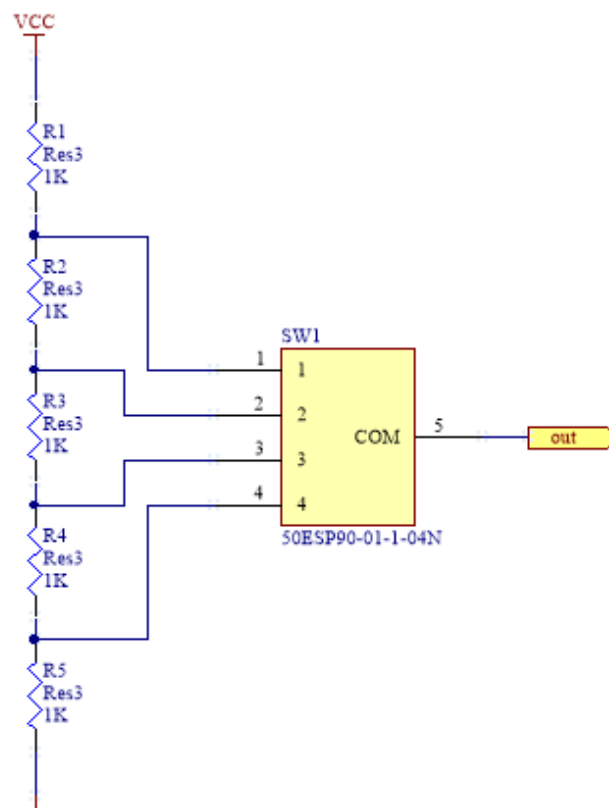 VCC
R1
Res3
1K
R2
Res3
1K
SW1
1 1
2 2
R3
Res3
1K
COM 5 out
3 3
4 4
50ESP90-01-1-04N
R4
Res3
1K
R5
Res3
1K